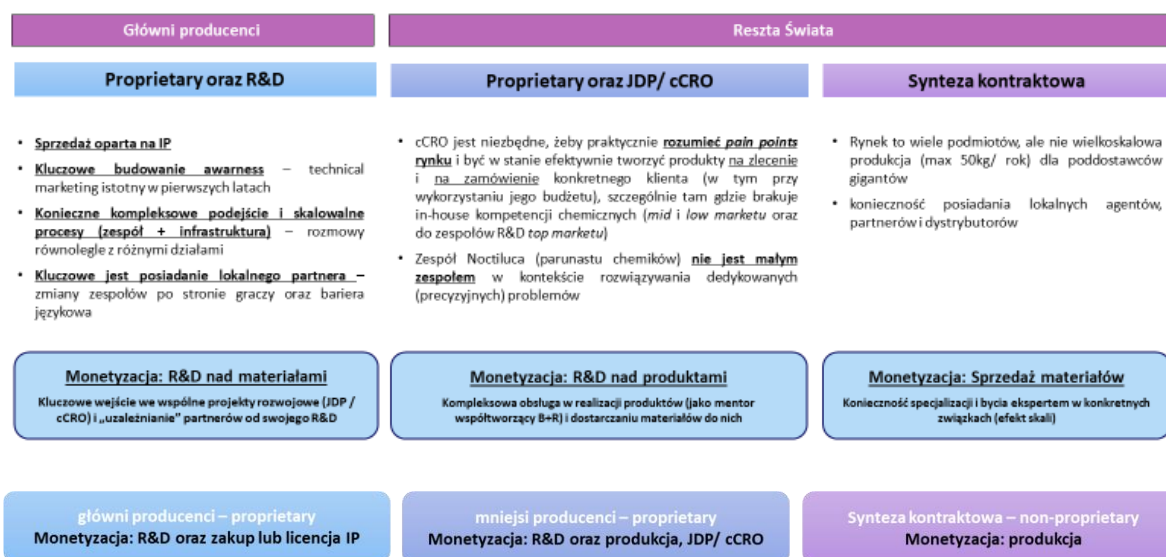 Główni producenci
Reszta Świata
Proprietary oraz R&D
• Sprzedaż oparta na IP
• Kluczowe budowanie awarness – technical
marketing istotny w pierwszych latach
• Konieczne kompleksowe podejście i skalowalne
procesy (zespół + infrastruktura) – rozmowy
równolegle z różnymi działami
• Kluczowe jest posiadanie lokalnego partnera –
zmiany zespołów po stronie graczy oraz bariera
językowa
Monetyzacja: R&D nad materiałami
Kluczowe wejście we wspólne projekty rozwojowe (JDP /
cCRO) i „uzależnianie” partnerów od swojego R&D
Proprietary oraz JDP/ cCRO
• cCRO jest niezbędne, żeby praktycznie rozumieć pain points
rynku i być w stanie efektywnie tworzyć produkty na zlecenie
i na zamówienie konkretnego klienta (w tym przy
wykorzystaniu jego budżetu), szczególnie tam gdzie brakuje
in-house kompetencji chemicznych (mid i low marketu oraz
do zespołów R&D top marketu)
• Zespół Noctiluca (parunastu chemików) nie jest małym
zespołem w kontekście rozwiązywania dedykowanych
(precyzyjnych) problemów
Monetyzacja: R&D nad produktami
Kompleksowa obsługa w realizacji produktów (jako mentor
współtworzący B+R) i dostarczaniu materiałów do nich
Synteza kontraktowa
• Rynek to wiele podmiotów, ale nie wielkoskalowa
produkcja (max 50kg/ rok) dla poddostawców
gigantów
• konieczność posiadania lokalnych agentów,
partnerów i dystrybutorów
Monetyzacja: Sprzedaż materiałów
Konieczność specjalizacji i bycia ekspertem w konkretnych
związkach (efekt skali)
główni producenci – proprietary
Monetyzacja: R&D oraz zakup lub licencja IP
mniejsi producenci – proprietary
Monetyzacja: R&D oraz produkcja, JDP/ cCRO
Synteza kontraktowa – non-proprietary
Monetyzacja: produkcja